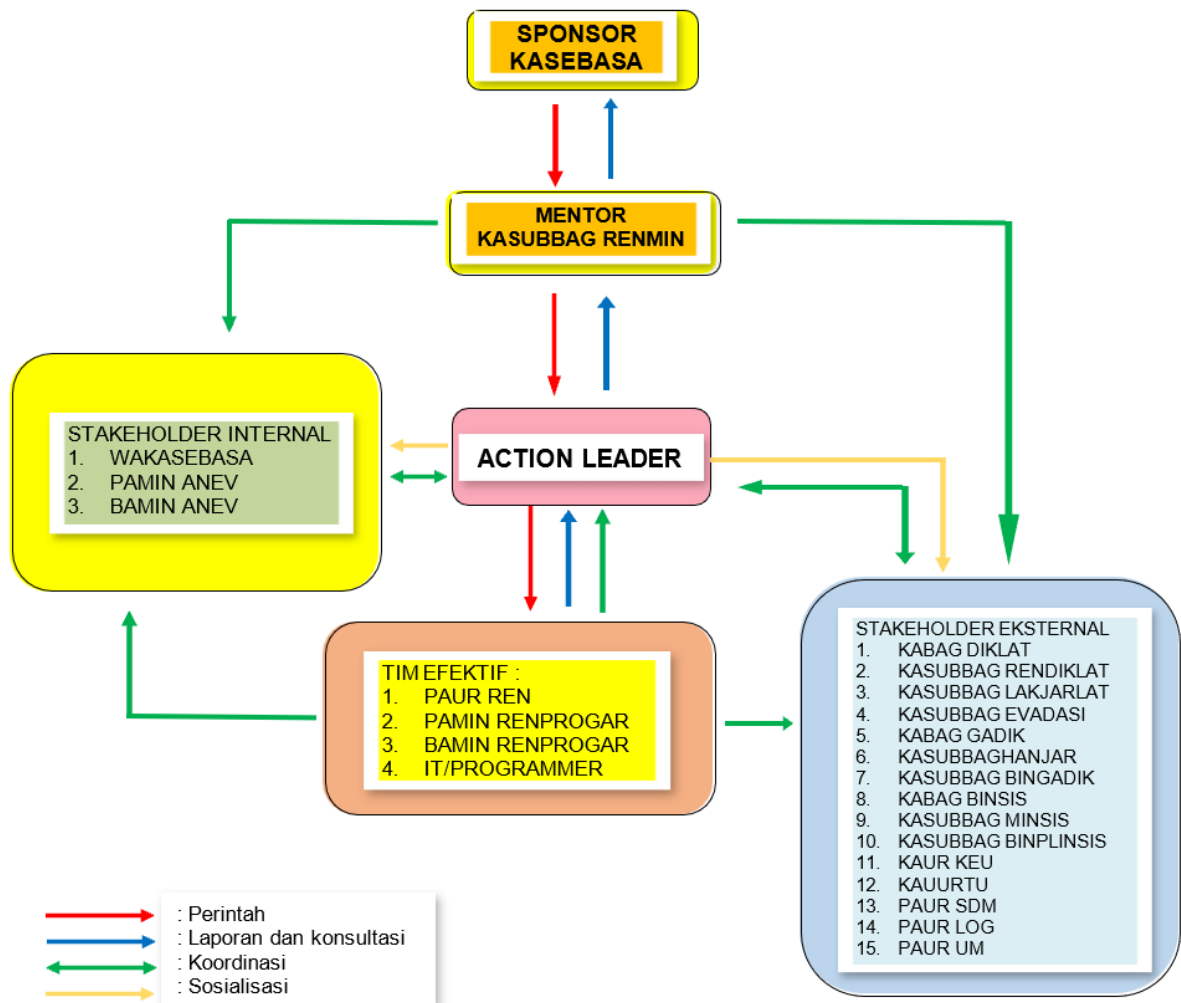 SPONSOR
KASEBASA
MENTOR
KASUBBAG RENMIN
STAKEHOLDER INTERNAL
1. WAKASEBASA
2. PAMIN ANEV
3. BAMIN ANEV
ACTION LEADER
TIM EFEKTIF :
1. PAUR REN
2. PAMIN RENPROGAR
3. BAMIN RENPROGAR
4. IT/PROGRAMMER
STAKEHOLDER EKSTERNAL
1. KABAG DIKLAT
2. KASUBBAG RENDIKLAT
3. KASUBBAG LAKJARLAT
4. KASUBBAG EVADASI
5. KABAG GADIK
6. KASUBBAGHANJAR
7. KASUBBAG BINGADIK
8. KABAG BINSIS
9. KASUBBAG MINSIS
10. KASUBBAG BINPLINSIS
11. KAUR KEU
12. KAUURTU
13. PAUR SDM
14. PAUR LOG
15. PAUR UM
: Perintah
: Laporan dan konsultasi
: Koordinasi
: Sosialisasi